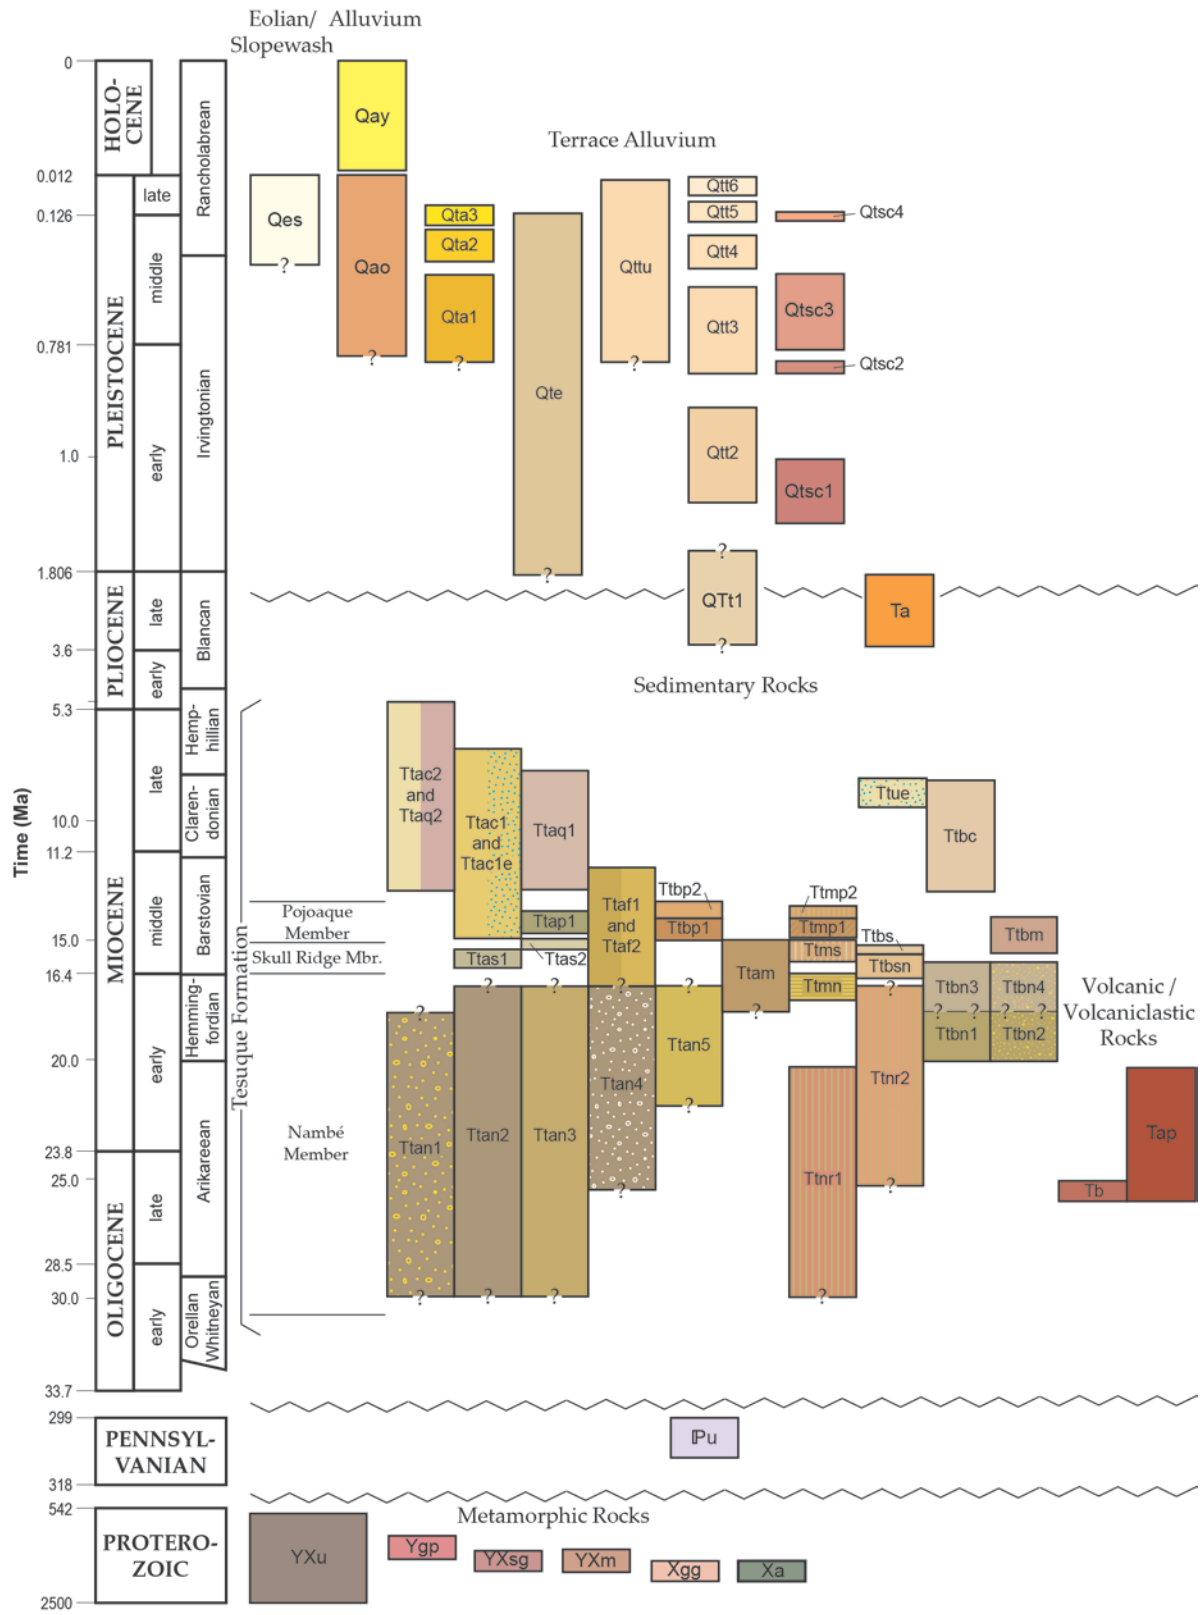 Eolian/ Alluvium
Slopewash
0
HOLO-
CENE
Rancholabrean
Qay
Terrace Alluvium
0.012
late
Qes
?
Qao
?
Qta3
Qta2
Qta1
?
Qte
?
Qttu
?
Qtt6
Qtt5
Qtt4
Qtt3
Qtt2
Qtsc4
Qtsc3
Qtsc2
Qtsc1
0.126
PLEISTOCENE
middle
0.781
Irvingtonian
early
1.0
1.806
?
QTt1
?
Ta
PLIOCENE
late
Blancan
3.6
early
Sedimentary Rocks
5.3
Hemp-
hillian
Time (Ma)
MIOCENE
late
Claren-
donian
10.0
11.2
middle
Barstovian
15.0
16.4
Hemming-
fordian
early
20.0
Arikareean
23.8
25.0
OLIGOCENE
late
28.5
30.0
early
Orellan
Whitneyan
33.7
Tesuque Formation
Pojoaque
Member
Skull Ridge Mbr.
Nambé
Member
Ttac2
and
Ttaq2
Ttac1
and
Ttac1e
Ttaq1
Ttap1
Ttas1
Ttas2
Ttaf1
and
Ttaf2
Ttbp2
Ttbp1
Ttam
?
Ttmp2
Ttmp1
Ttms
Ttmn
Ttue
Ttbc
Ttbs
Ttbsn
Ttbm
?
Ttan1
?
?
Ttan2
?
?
Ttan3
?
?
Ttan4
?
?
Ttan5
?
Ttnr1
?
?
Ttnr2
?
Ttbn3
Ttbn4
? ? ? ?
Ttbn1
Ttbn2
Volcanic /
Volcaniclastic
Rocks
Tb
Tap
299
PENNSYL-
VANIAN
318
ℙu
542
PROTERO-
ZOIC
2500
Metamorphic Rocks
YXu
Ygp
YXsg
YXm
Xgg
Xa